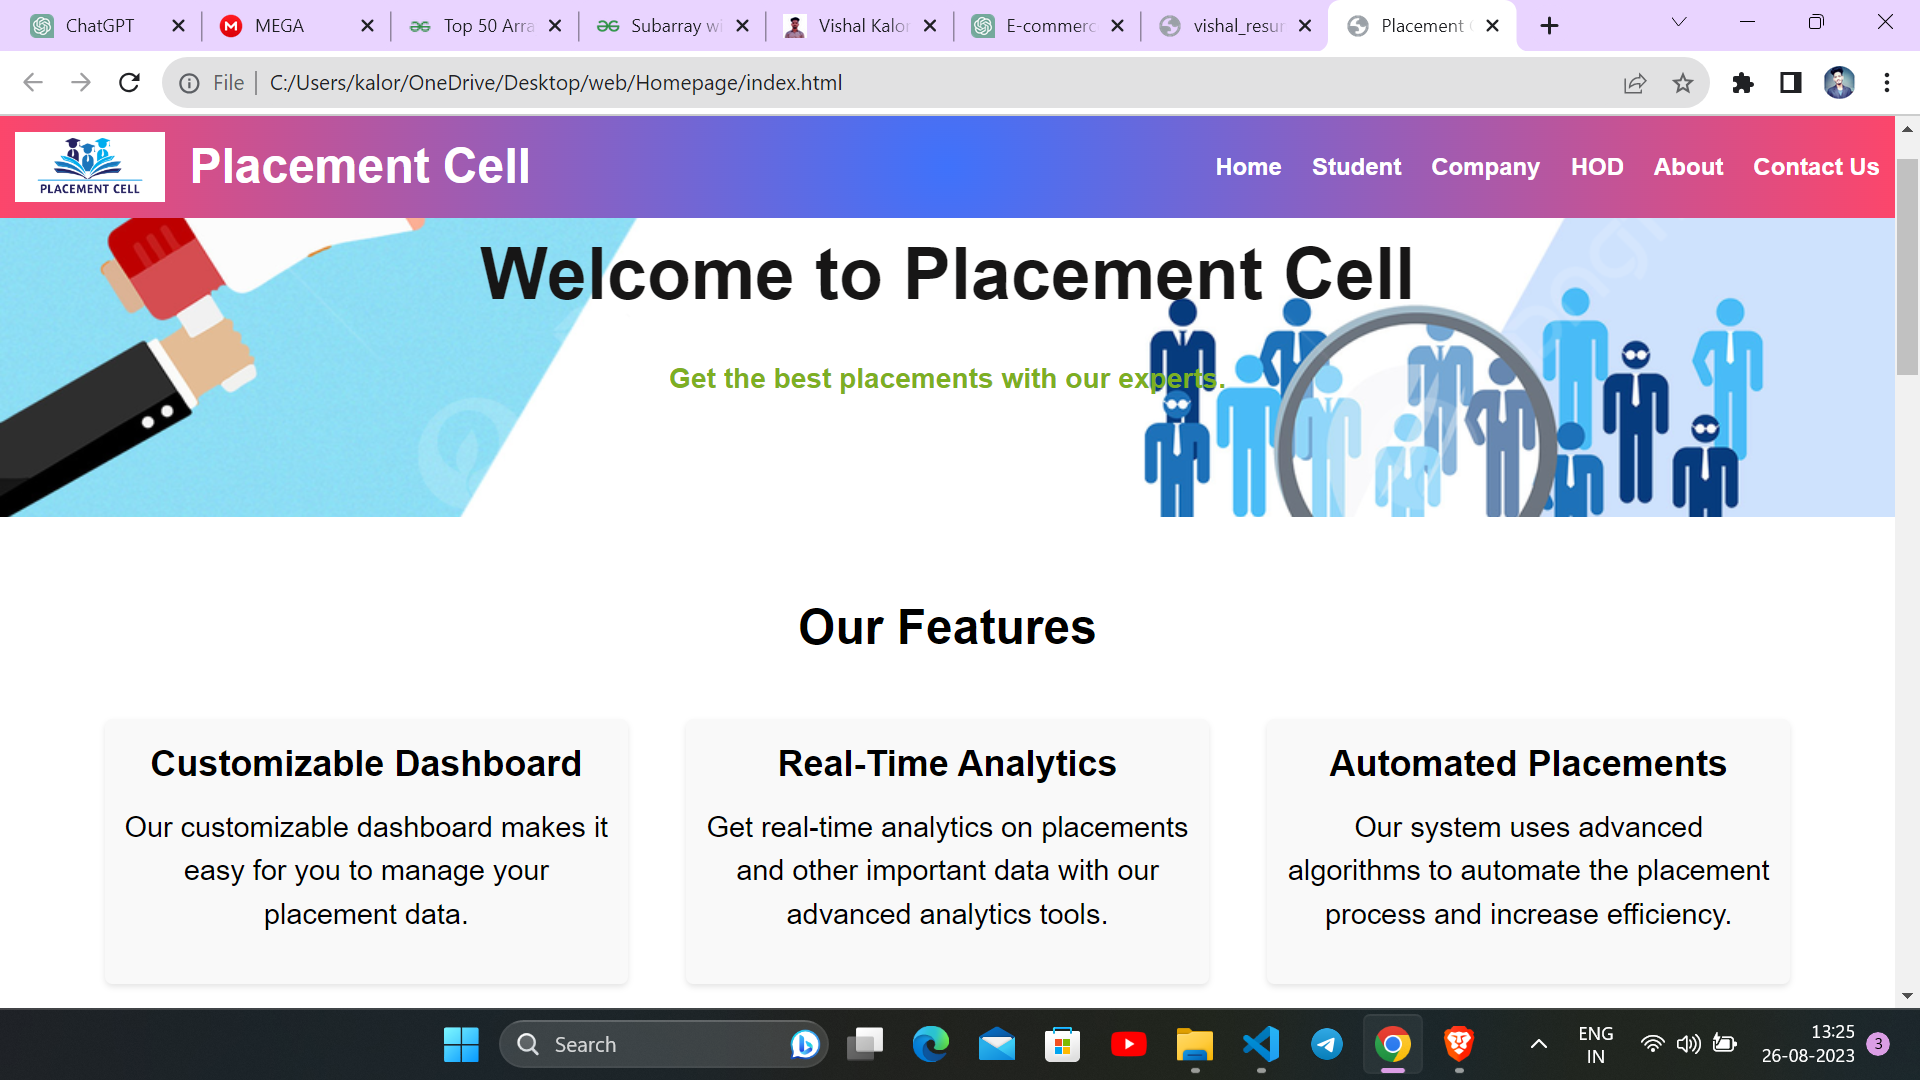 ChatGPT
MEGA
Top 50 Arra
Subarray wi
Vishal Kalor
E-commerc
vishal_resur
Placement
File
C:/Users/kalor/OneDrive/Desktop/web/Homepage/index.html
PLACEMENT CELL
Placement Cell
Home
Student
Company
HOD
About
Contact Us
Welcome to Placement Cell
Get the best placements with our experts.
Our Features
Customizable Dashboard
Our customizable dashboard makes it
easy for you to manage your
placement data.
Real-Time Analytics
Get real-time analytics on placements
and other important data with our
advanced analytics tools.
Automated Placements
Our system uses advanced
algorithms to automate the placement
process and increase efficiency.
Search
ENG
IN
13:25
26-08-2023
3